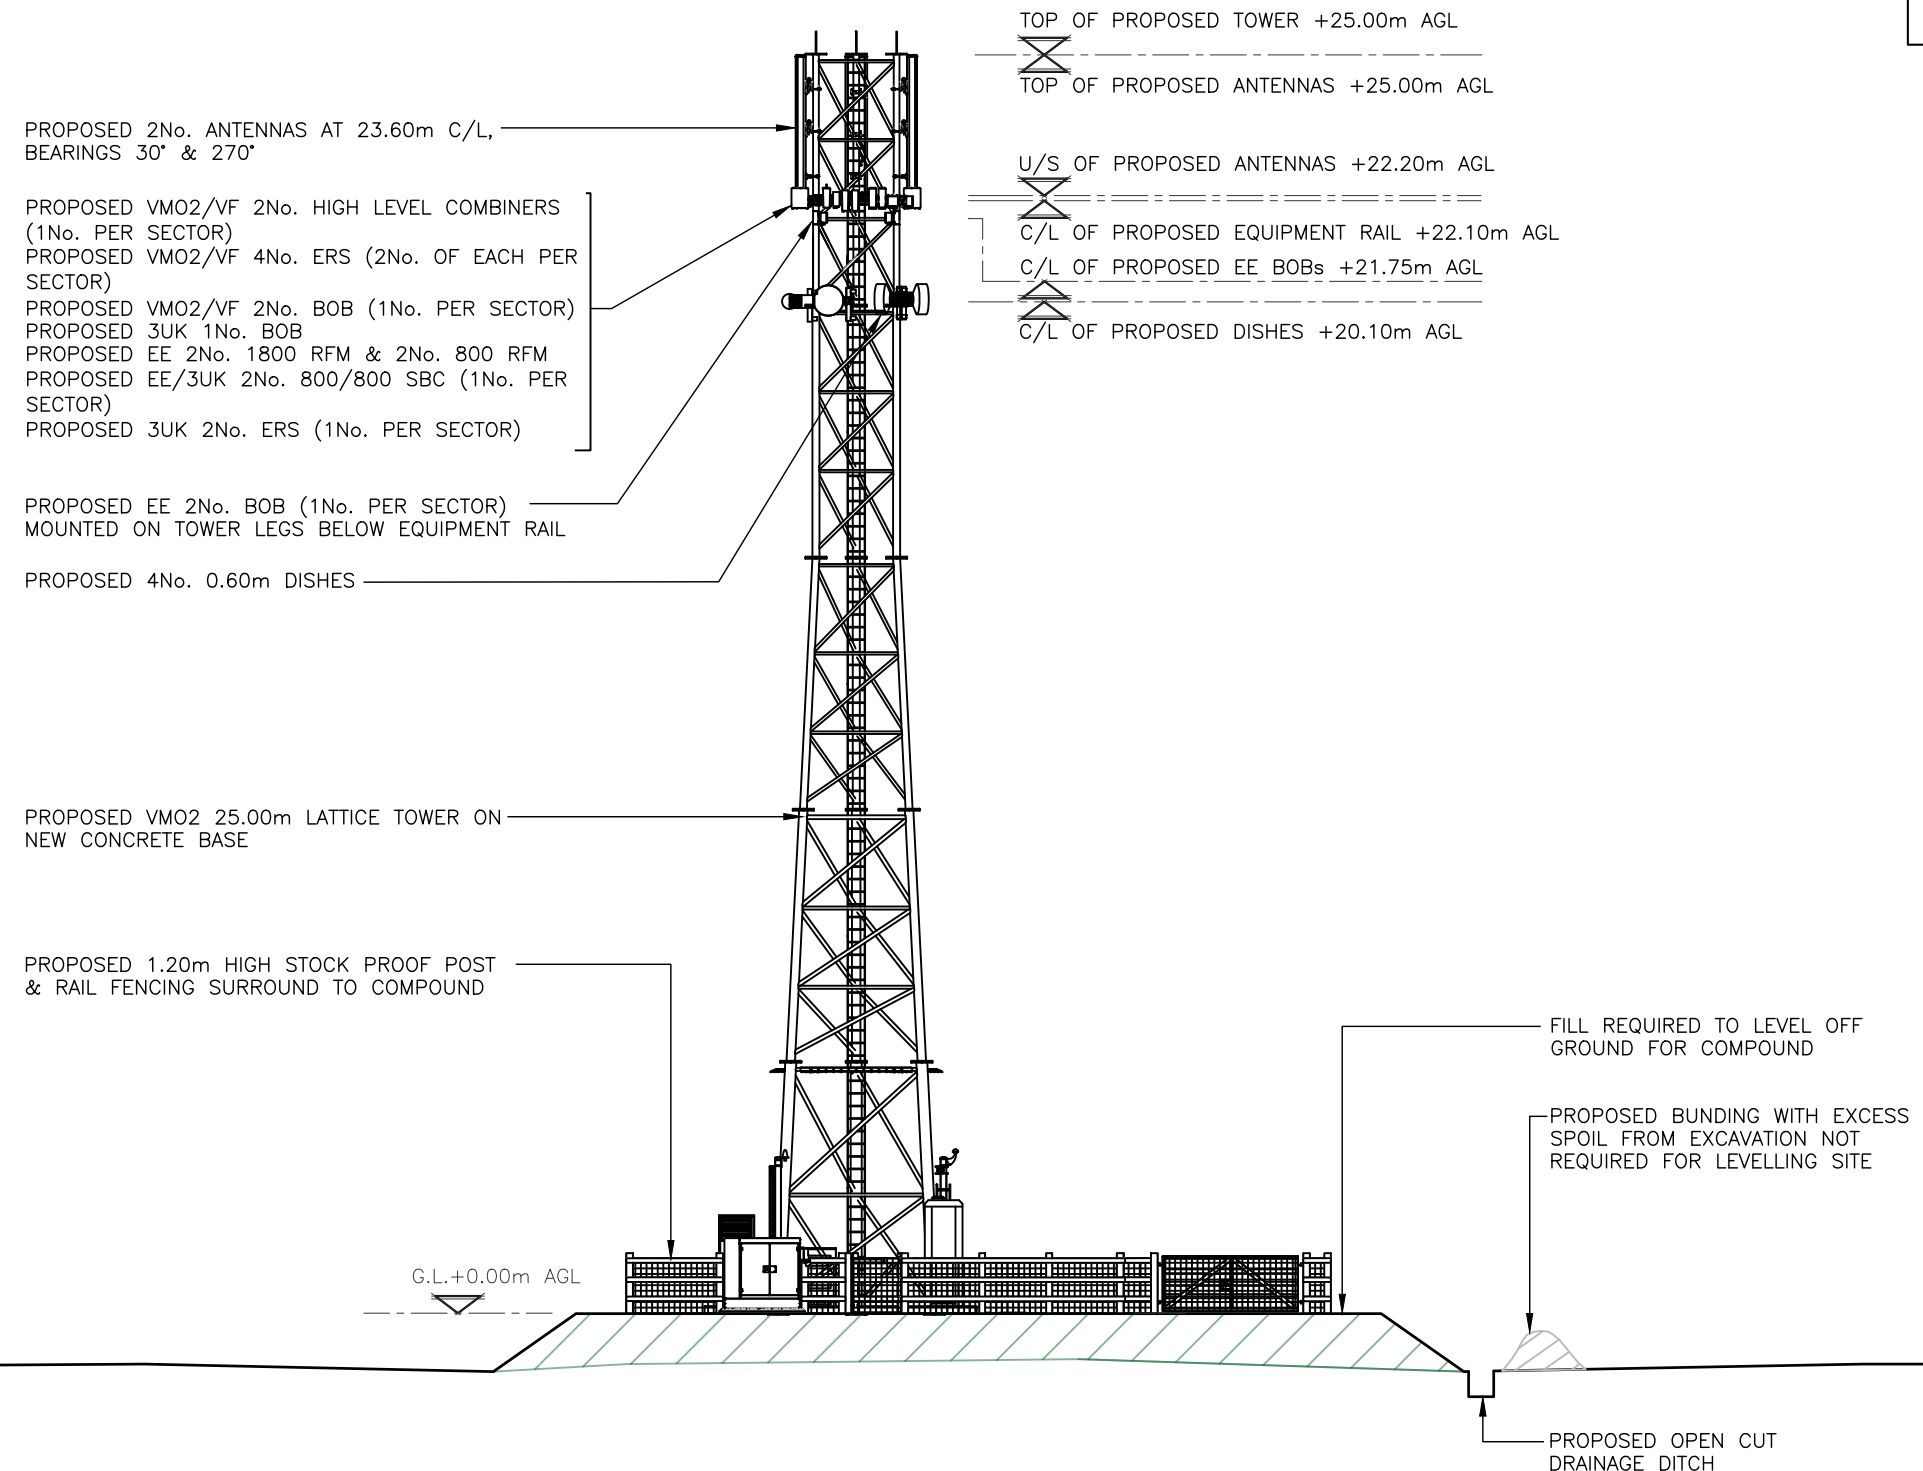 TOP OF PROPOSED TOWER +25.00m AGL
TOP OF PROPOSED ANTENNAS +25.00m AGL
PROPOSED 2No. ANTENNAS AT 23.60m C/L,
BEARINGS 30° & 270°
U/S OF PROPOSED ANTENNAS +22.20m AGL
PROPOSED VMO2/VF 2No. HIGH LEVEL COMBINERS
(1No. PER SECTOR)
PROPOSED VMO2/VF 4No. ERS (2No. OF EACH PER
SECTOR)
PROPOSED VMO2/VF 2No. BOB (1No. PER SECTOR)
PROPOSED 3UK 1No. BOB
PROPOSED EE 2No. 1800 RFM & 2No. 800 RFM
PROPOSED EE/3UK 2No. 800/800 SBC (1No. PER
SECTOR)
PROPOSED 3UK 2No. ERS (1No. PER SECTOR)
C/L OF PROPOSED EQUIPMENT RAIL +22.10m AGL
C/L OF PROPOSED EE BOBs +21.75m AGL
C/L OF PROPOSED DISHES +20.10m AGL
PROPOSED EE 2No. BOB (1No. PER SECTOR)
MOUNTED ON TOWER LEGS BELOW EQUIPMENT RAIL
PROPOSED 4No. 0.60m DISHES
PROPOSED VMO2 25.00m LATTICE TOWER ON
NEW CONCRETE BASE
PROPOSED 1.20m HIGH STOCK PROOF POST
& RAIL FENCING SURROUND TO COMPOUND
FILL REQUIRED TO LEVEL OFF
GROUND FOR COMPOUND
PROPOSED BUNDING WITH EXCESS
SPOIL FROM EXCAVATION NOT
REQUIRED FOR LEVELLING SITE
G.L.+0.00m AGL
PROPOSED OPEN CUT
DRAINAGE DITCH